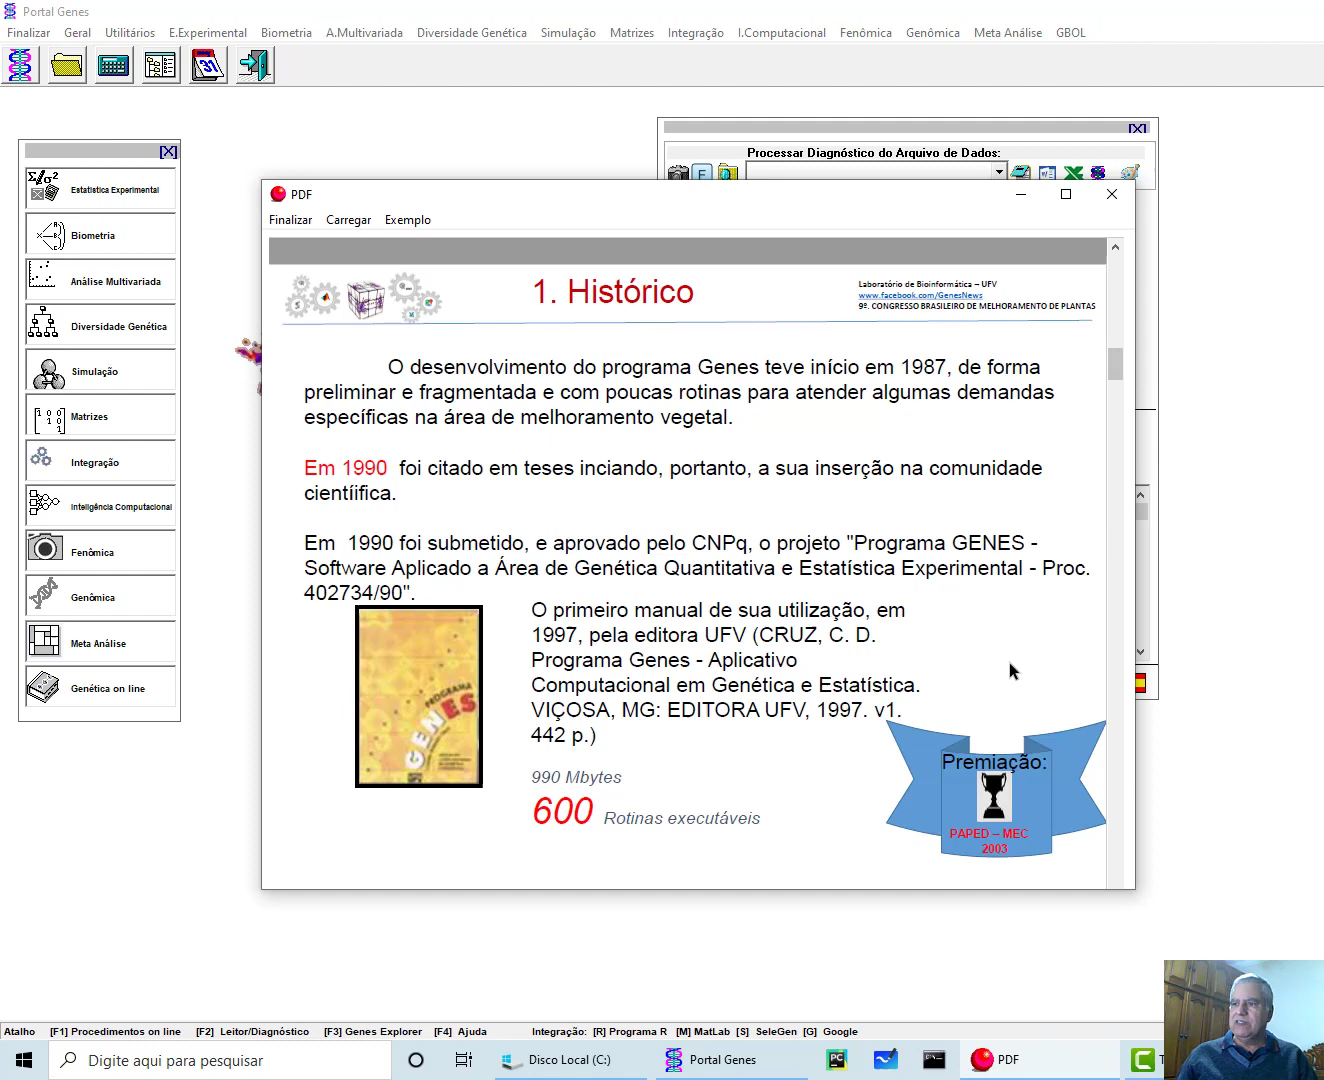 Portal Genes
Finalizar Geral Utilitários E.Experimental Biometria A.Multivariada Diversidade Genética Simulação Matrizes Integração I.Computacional Fenômica Genômica Meta Análise GBOL
31
[X]
Estatistica Experimental
Biometria
Análise Multivariada
Diversidade Genética
Simulação
Matrizes
Integração
Inteligência Computacional
Fenômica
Genômica
Meta Análise
Genética on line
[X]
Processar Diagnóstico do Arquivo de Dados:
PDF
Finalizar Carregar Exemplo
1. Histórico
Laboratório de Bioinformática – UFV
www.facebook.com/GenesNews
9º. CONGRESSO BRASILEIRO DE MELHORAMENTO DE PLANTAS
O desenvolvimento do programa Genes teve início em 1987, de forma
preliminar e fragmentada e com poucas rotinas para atender algumas demandas
específicas na área de melhoramento vegetal.
Em 1990 foi citado em teses inciando, portanto, a sua inserção na comunidade
cientíifica.
Em 1990 foi submetido, e aprovado pelo CNPq, o projeto "Programa GENES -
Software Aplicado a Área de Genética Quantitativa e Estatística Experimental - Proc.
402734/90".
PROGRAMA
GENES
O primeiro manual de sua utilização, em
1997, pela editora UFV (CRUZ, C. D.
Programa Genes - Aplicativo
Computacional em Genética e Estatística.
VIÇOSA, MG: EDITORA UFV, 1997. v1.
442 p.)
990 Mbytes
600 Rotinas executáveis
Premiação:
PAPED – MEC
2003
Atalho [F1] Procedimentos on line [F2] Leitor/Diagnóstico [F3] Genes Explorer [F4] Ajuda Integração: [R] Programa R [M] MatLab [S] SeleGen [G] Google
Digite aqui para pesquisar
Disco Local (C:)
Portal Genes
PC
PDF